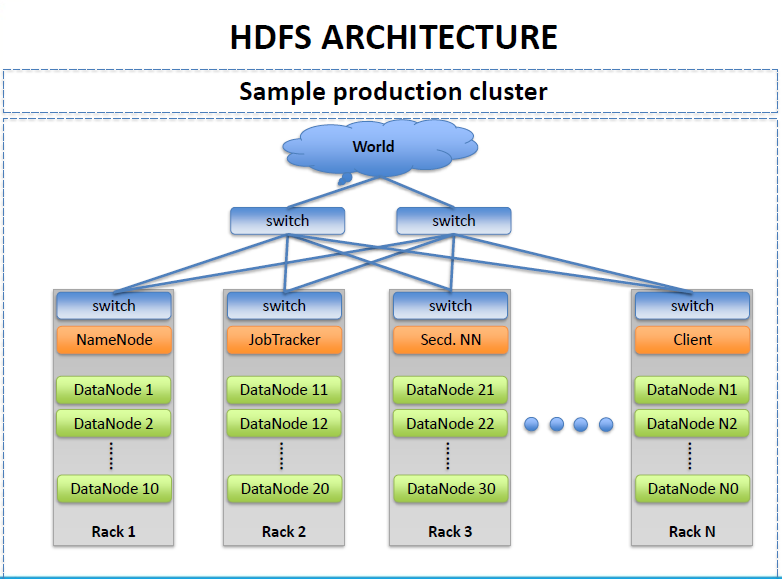 HDFS ARCHITECTURE
Sample production cluster
World
switch
switch
switch
switch
switch
switch
NameNode
JobTracker
Secd. NN
Client
DataNode 1
DataNode 11
DataNode 21
DataNode N1
DataNode 2
DataNode 12
DataNode 22
DataNode N2
DataNode 10
DataNode 20
DataNode 30
DataNode N0
Rack 1
Rack 2
Rack 3
Rack N